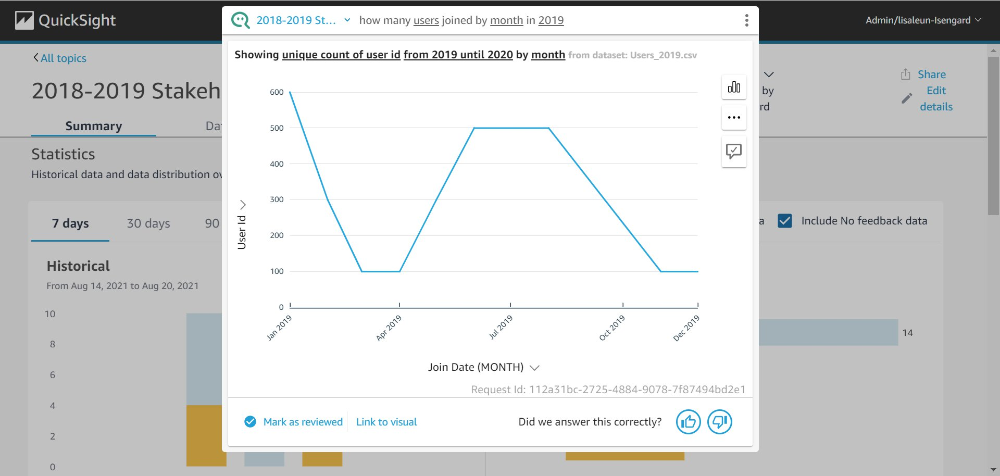 QuickSight
2018-2019 St...
how many users joined by month in 2019
Admin/lisaleun-Isengard
All topics
2018-2019 Stakeh
by
rd
Share
Edit
details
Summary
Da
Statistics
Historical data and data distribution ov
7 days
30 days
90
a
Include No feedback data
Historical
From Aug 14, 2021 to Aug 20, 2021
10
8
6
4
2
0
14
Showing unique count of user id from 2019 until 2020 by month from dataset: Users_2019.csv
600
500
400
300
200
100
0
User Id
Jan 2019
Apr 2019
Jul 2019
Oct 2019
Dec 2019
Join Date (MONTH)
Request Id: 112a31bc-2725-4884-9078-7f87494bd2e1
Mark as reviewed
Link to visual
Did we answer this correctly?